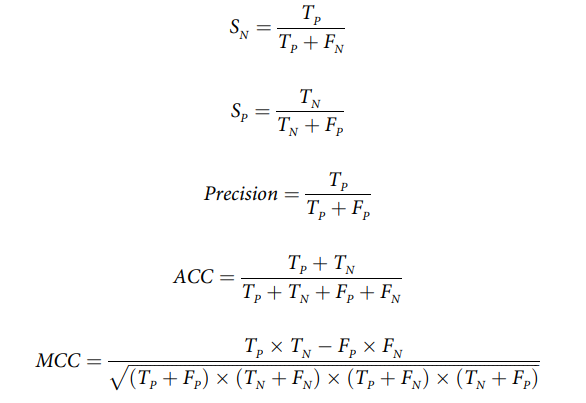 S_N = T_P / (T_P + F_N)
S_P = T_N / (T_N + F_P)
Precision = T_P / (T_P + F_P)
ACC = (T_P + T_N) / (T_P + T_N + F_P + F_N)
MCC = (T_P × T_N − F_P × F_N) / √((T_P + F_P) × (T_N + F_N) × (T_P + F_N) × (T_N + F_P))